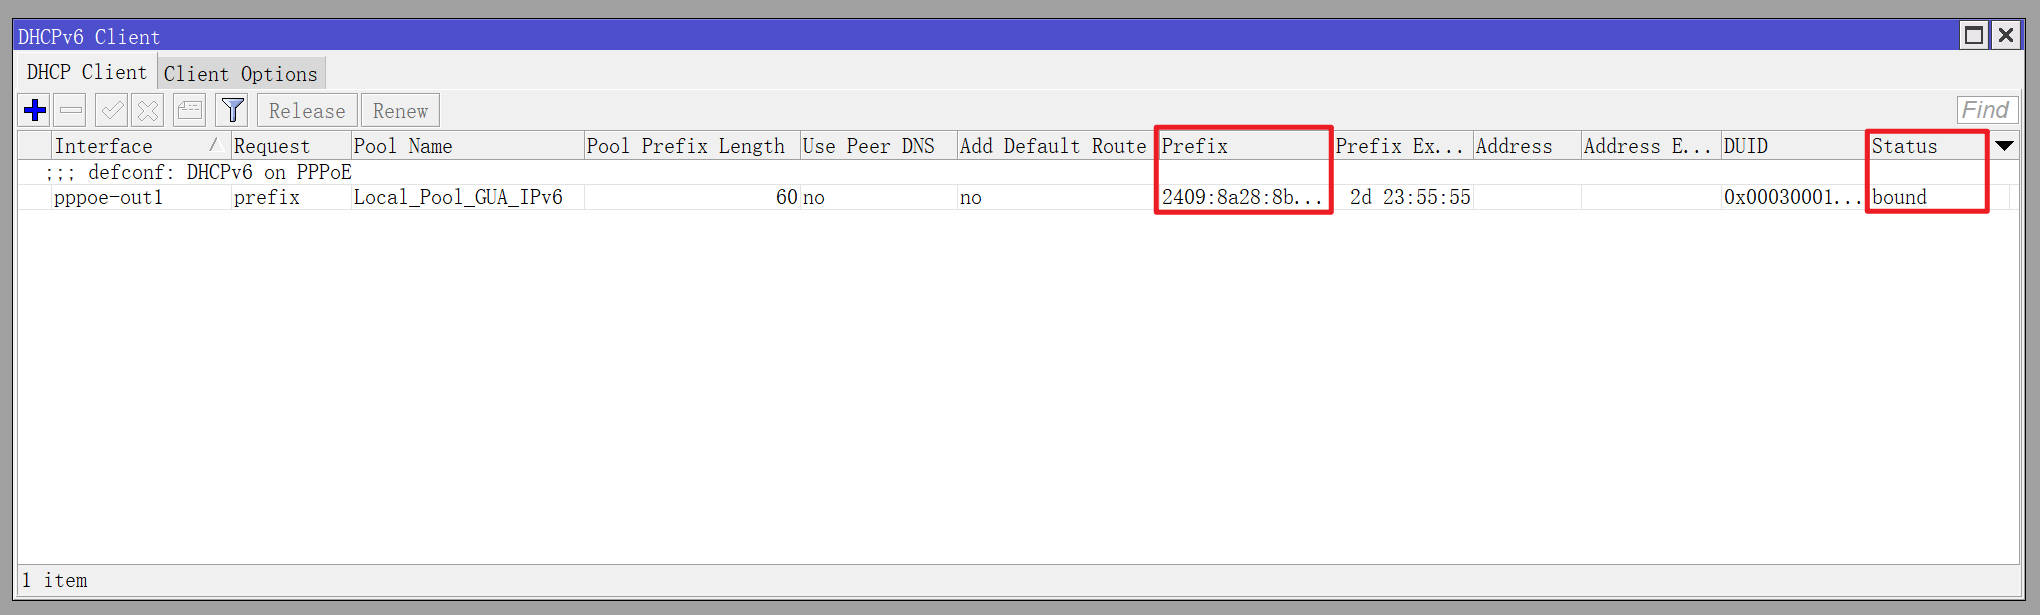 DHCPv6 Client
DHCP Client Client Options
Release Renew Find
Interface Request Pool Name Pool Prefix Length Use Peer DNS Add Default Route Prefix Prefix Ex... Address Address E... DUID Status
;;; defconf: DHCPv6 on PPPoE
pppoe-out1 prefix Local_Pool_GUA_IPv6 60 no no 2409:8a28:8b... 2d 23:55:55 0x00030001... bound
1 item